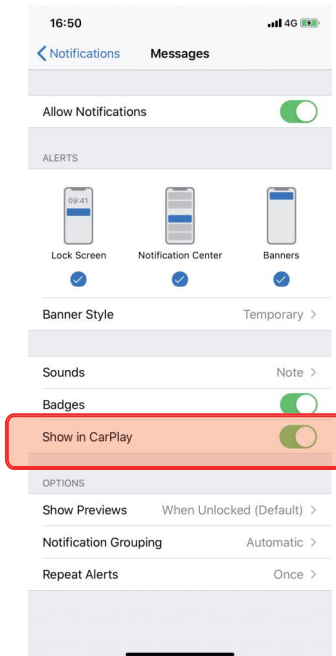 16:50 4G
Notifications Messages
Allow Notifications
ALERTS
09:41
Lock Screen Notification Center Banners
Banner Style Temporary
Sounds Note
Badges
Show in CarPlay
OPTIONS
Show Previews When Unlocked (Default)
Notification Grouping Automatic
Repeat Alerts Once